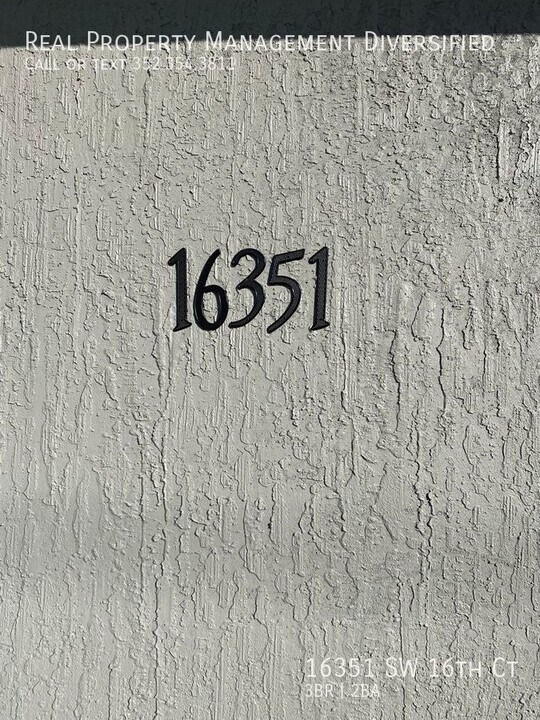 Real Property Management Diversified
Call or text 352.354.3811
16351
16351 SW 16th Ct
3BR | 2BA